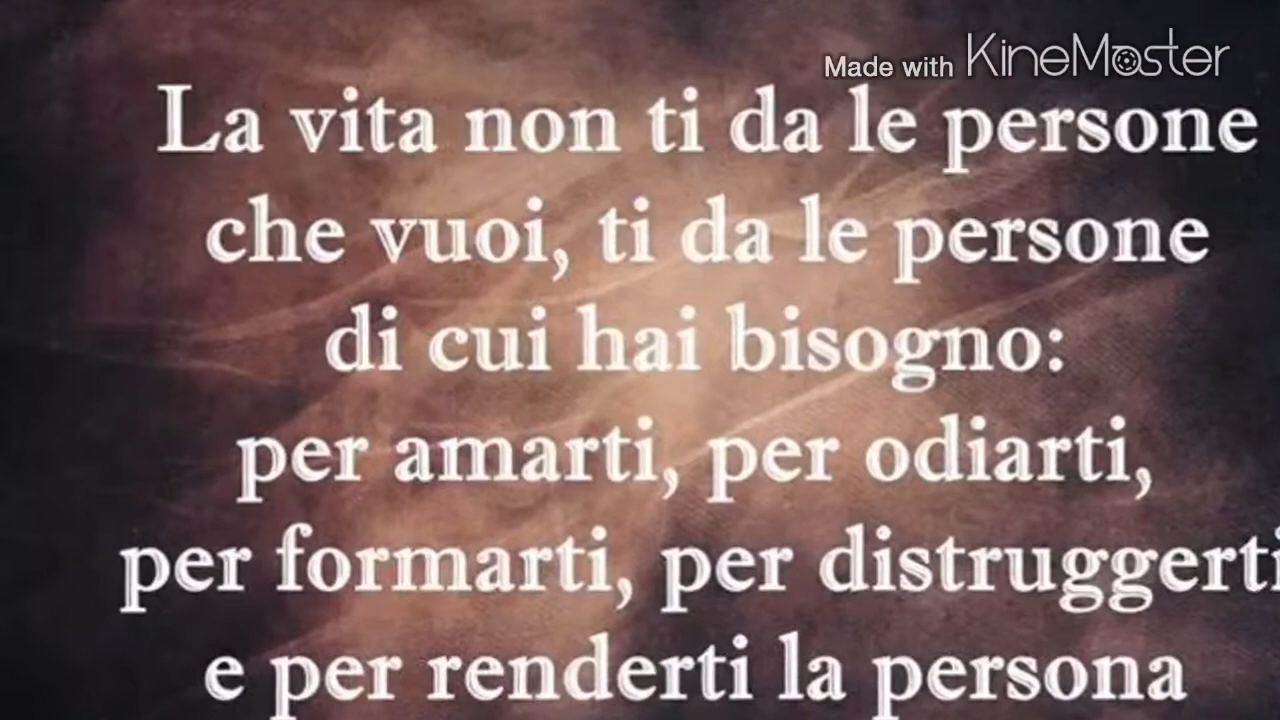 Made with KineMaster
La vita non ti da le persone
che vuoi, ti da le persone
di cui hai bisogno:
per amarti, per odiarti,
per formarti, per distruggerti
e per renderti la persona